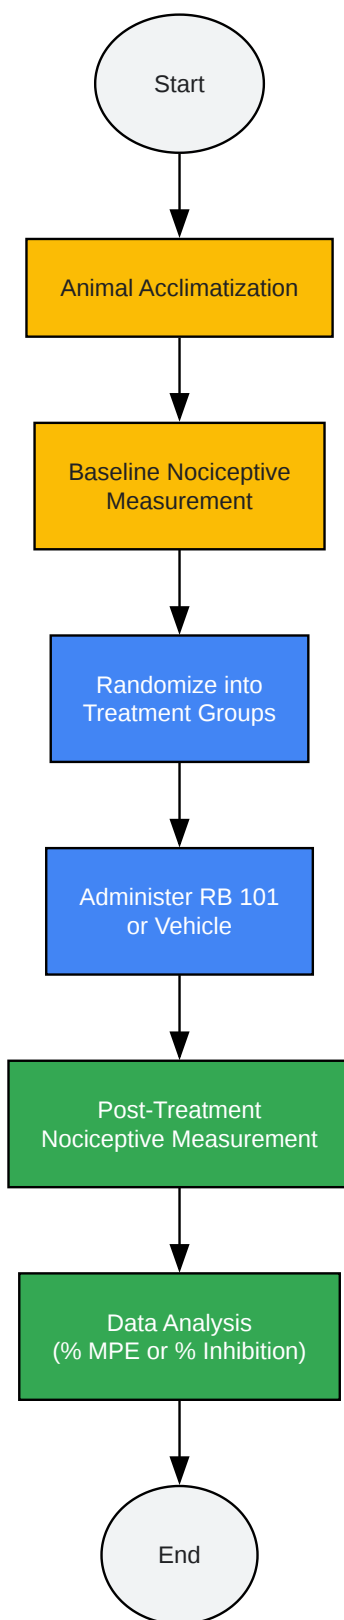 Start
Animal Acclimatization
Baseline Nociceptive
Measurement
Randomize into
Treatment Groups
Administer RB 101
or Vehicle
Post-Treatment
Nociceptive Measurement
Data Analysis
(% MPE or % Inhibition)
End